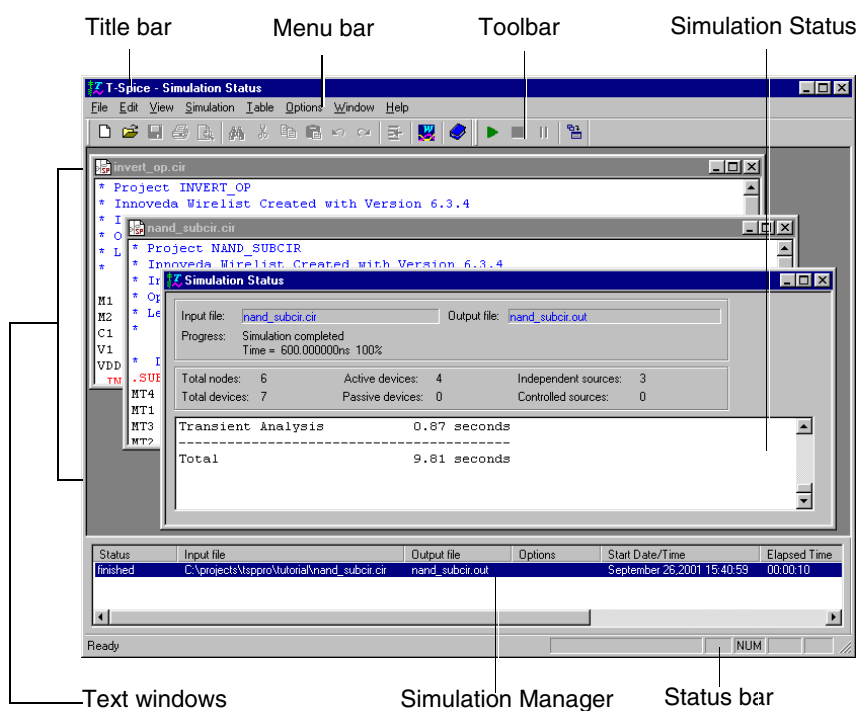 Title bar Menu bar Toolbar Simulation Status
T-Spice - Simulation Status
File Edit View Simulation Table Options Window Help
invert_op.cir
* Project INVERT_OP
* Innoveda Wirelist Created with Version 6.3.4
* I
* O
* L
*
M1
M2
C1
V1
VDD
nand_subcir.cir
* Project NAND_SUBCIR
* Innoveda Wirelist Created with Version 6.3.4
* In
* Op
* Le
*
* I
.SUB
MT4
MT1
MT3
MT2
Simulation Status
Input file: nand_subcir.cir Output file: nand_subcir.out
Progress: Simulation completed
Time = 600.000000ns 100%
Total nodes: 6 Active devices: 4 Independent sources: 3
Total devices: 7 Passive devices: 0 Controlled sources: 0
Transient Analysis 0.87 seconds
-----------------------------------------
Total 9.81 seconds
Status Input file Output file Options Start Date/Time Elapsed Time
finished C:\projects\tsppro\tutorial\nand_subcir.cir nand_subcir.out September 26,2001 15:40:59 00:00:10
Ready NUM
Text windows Simulation Manager Status bar